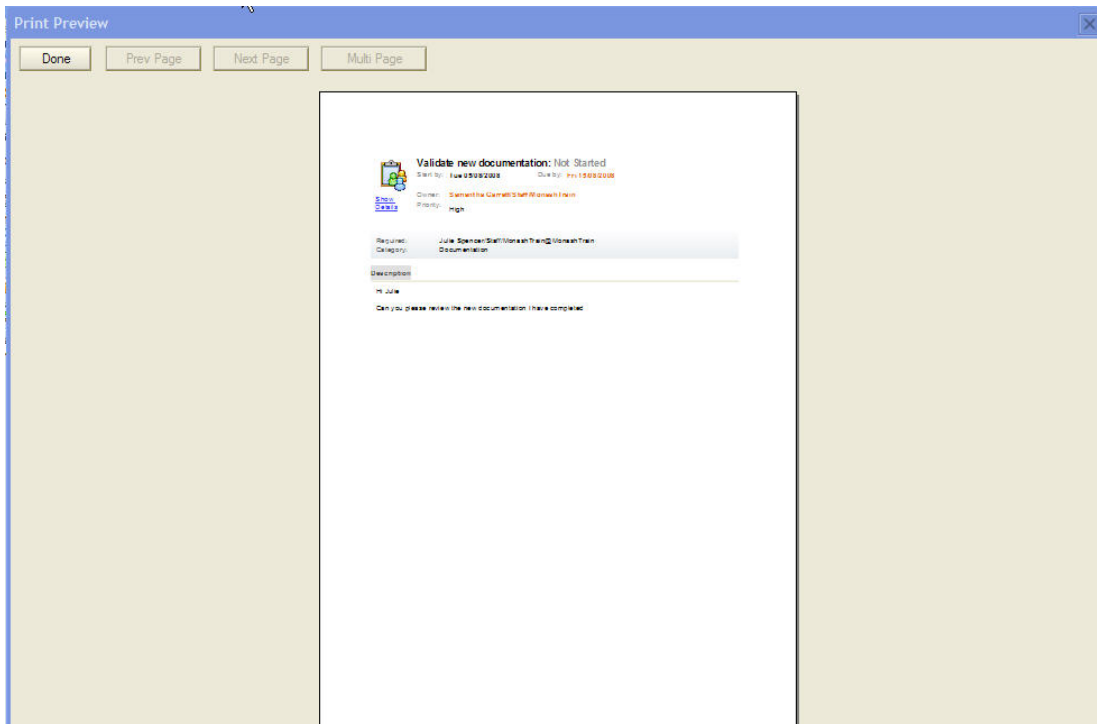 Print Preview
Done Prev Page Next Page Multi Page
Validate new documentation: Not Started
Start by: Tue 05/08/2008 Due by: Fri 15/08/2008
Owner: Samantha Garrett/Staff/MonashTrain
Show Details
Priority: High
Required: Julie Spencer/Staff/MonashTrain@MonashTrain
Category: Documentation
Description
Hi Julie
Can you please review the new documentation I have completed